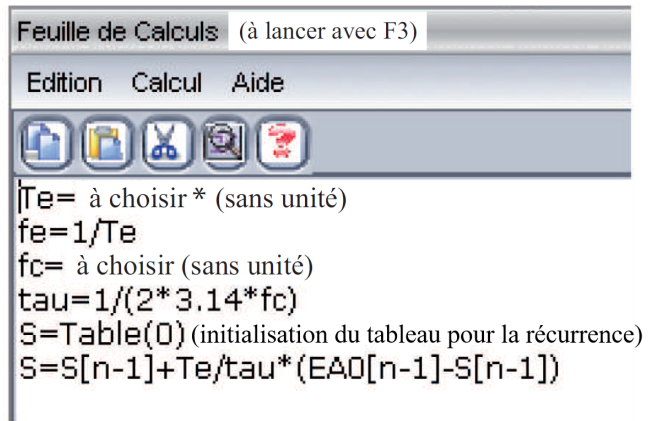 Feuille de Calculs (à lancer avec F3)
Edition Calcul Aide
Te= à choisir * (sans unité)
fe=1/Te
fc= à choisir (sans unité)
tau=1/(2*3.14*fc)
S=Table(0) (initialisation du tableau pour la récurrence)
S=S[n-1]+Te/tau*(EA0[n-1]-S[n-1])